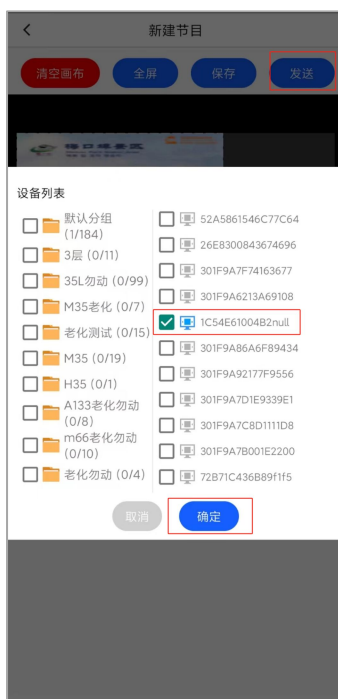 新建节目
清空画布
全屏
保存
发送
设备列表
默认分组
(1/184)
3层 (0/11)
35L勿动 (0/99)
M35老化 (0/7)
老化测试 (0/15)
M35 (0/19)
H35 (0/1)
A133老化勿动
(0/8)
m66老化勿动
(0/10)
老化勿动 (0/4)
52A5861546C77C64
26E8300843674696
301F9A7F74163677
301F9A6213A69108
1C54E61004B2null
301F9A86A6F89434
301F9A92177F9556
301F9A7D1E9339E1
301F9A7C8D1111D8
301F9A7B001E2200
72B71C436B89f1f5
取消
确定